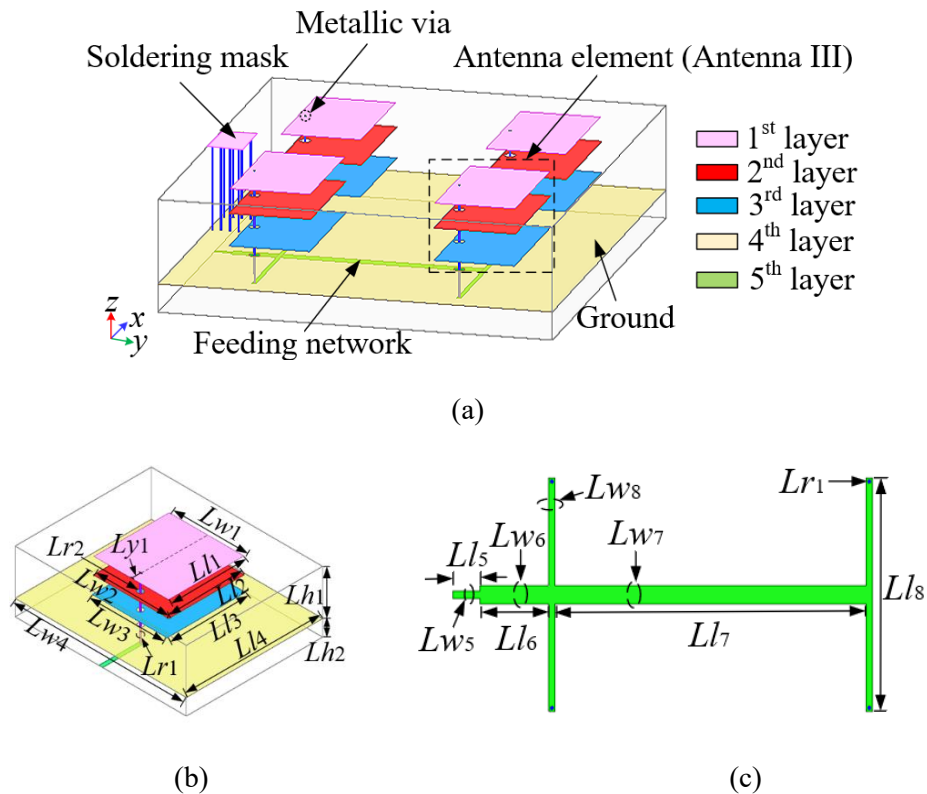 Metallic via
Soldering mask
Antenna element (Antenna III)
1st layer
2nd layer
3rd layer
4th layer
5th layer
z
x
y
Feeding network
Ground
(a)
Lw1
Lr2
Ly1
Ll1
Lw2
Ll2
Lh1
Lw3
Ll3
Lw4
Ll4
Lr1
Lh2
(b)
Lw8
Lr1
Lw6
Lw7
Ll5
Ll8
Lw5
Ll6
Ll7
(c)